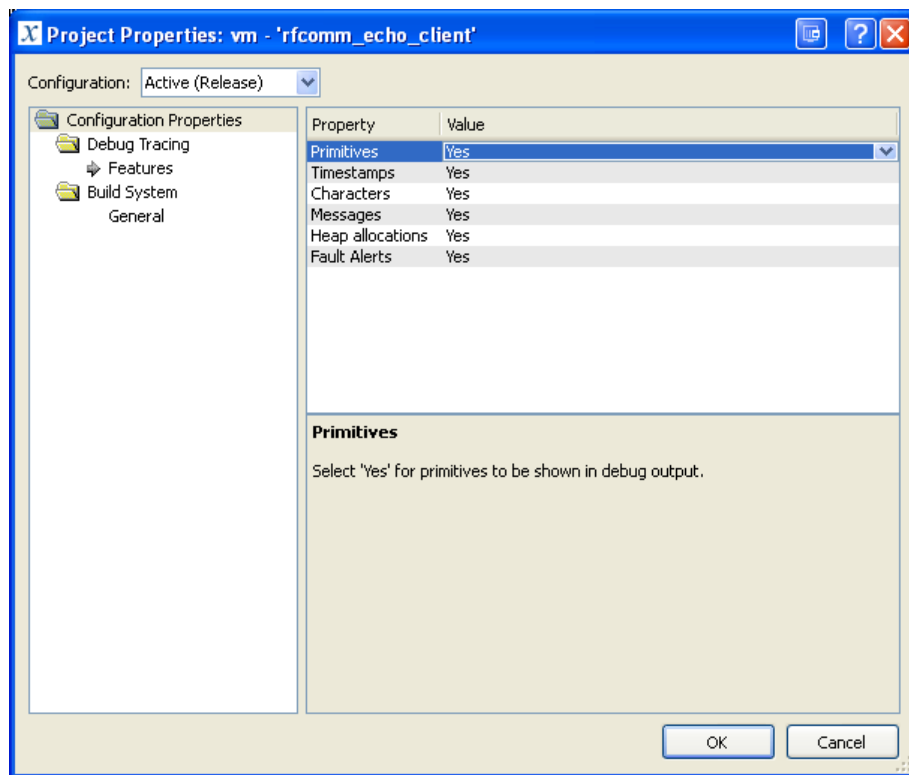 X Project Properties: vm - 'rfcomm_echo_client' ?
Configuration: Active (Release)
Configuration Properties
Debug Tracing
Features
Build System
General
Property Value
Primitives Yes
Timestamps Yes
Characters Yes
Messages Yes
Heap allocations Yes
Fault Alerts Yes
Primitives
Select 'Yes' for primitives to be shown in debug output.
OK Cancel